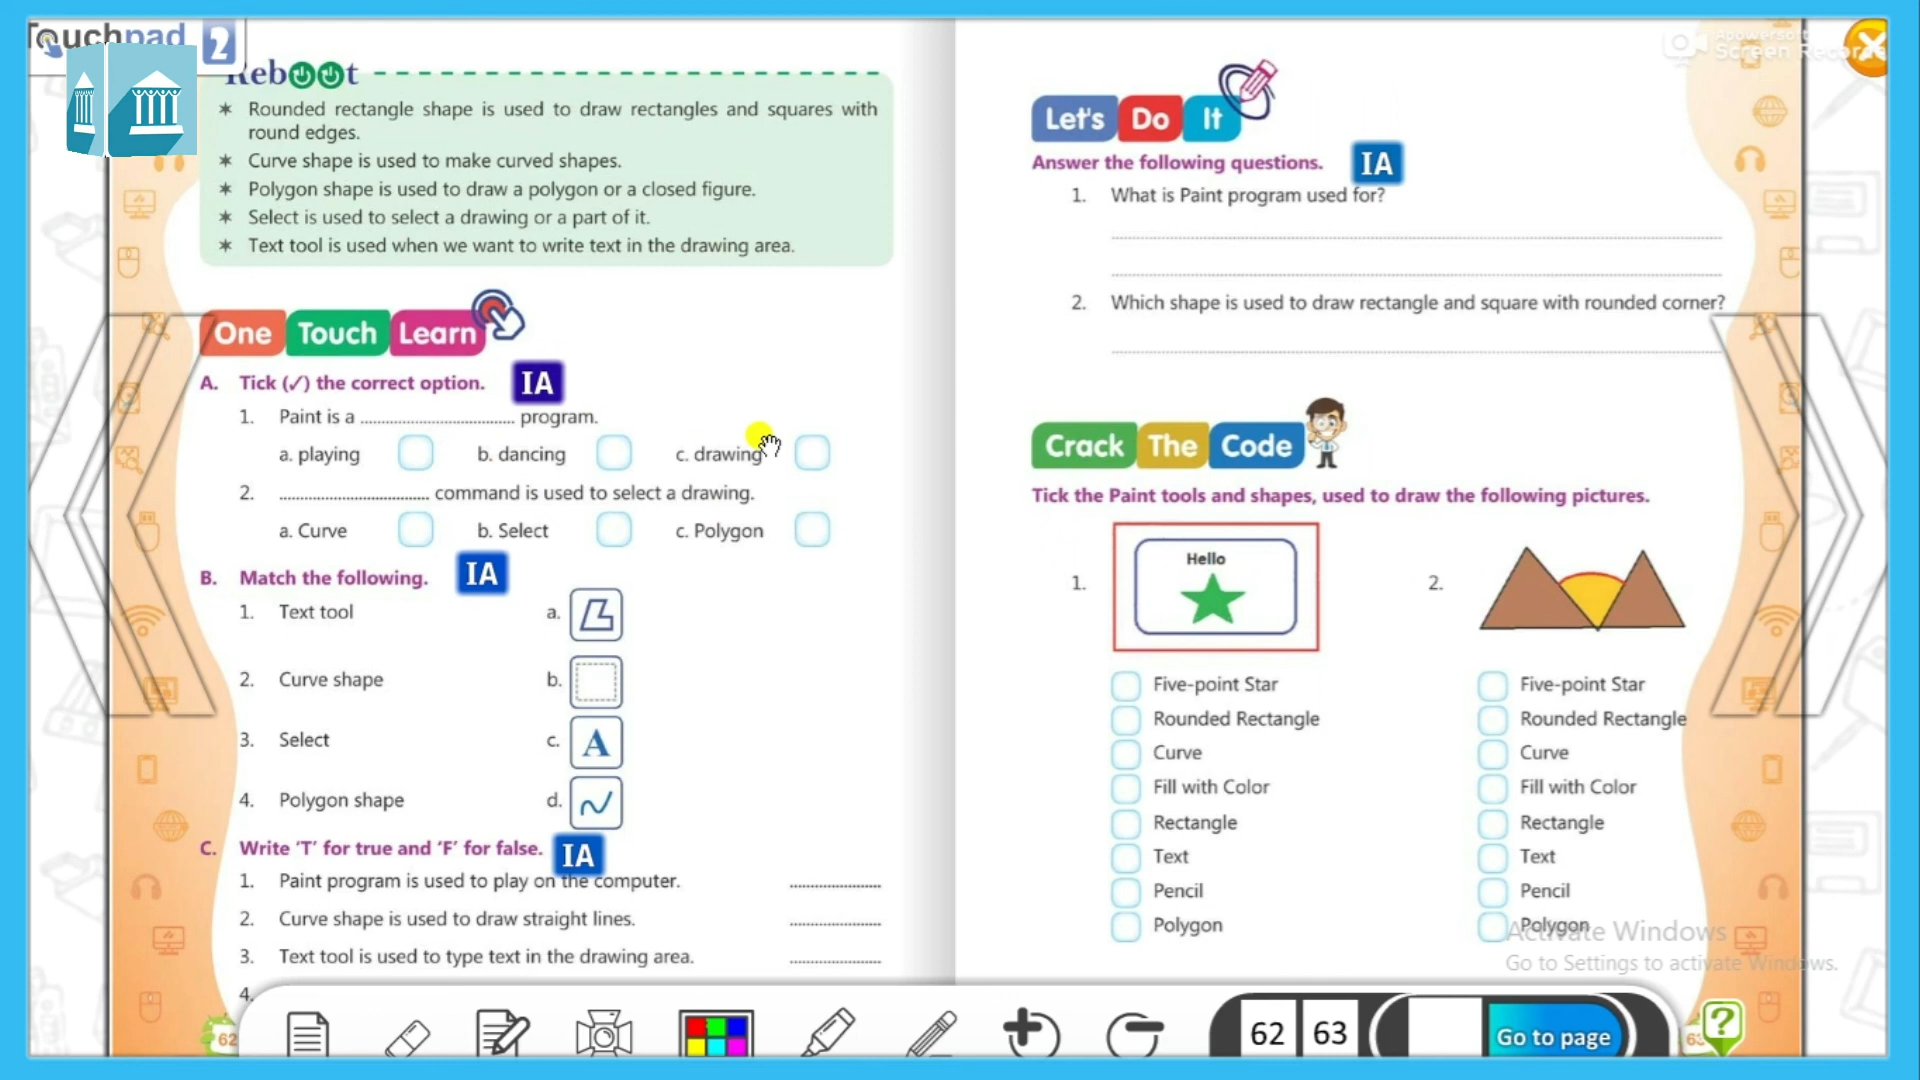 Touchpad 2
Reboot
✶ Rounded rectangle shape is used to draw rectangles and squares with
round edges.
✶ Curve shape is used to make curved shapes.
✶ Polygon shape is used to draw a polygon or a closed figure.
✶ Select is used to select a drawing or a part of it.
✶ Text tool is used when we want to write text in the drawing area.
One Touch Learn
A. Tick (✓) the correct option. IA
1. Paint is a .................................. program.
a. playing b. dancing c. drawing
2. .................................. command is used to select a drawing.
a. Curve b. Select c. Polygon
B. Match the following. IA
1. Text tool a.
2. Curve shape b.
3. Select c. A
4. Polygon shape d.
C. Write ‘T’ for true and ‘F’ for false. IA
1. Paint program is used to play on the computer. ......................
2. Curve shape is used to draw straight lines. ......................
3. Text tool is used to type text in the drawing area. ......................
4.
62
Screen Recorder
Let's Do It
Answer the following questions. IA
1. What is Paint program used for?
2. Which shape is used to draw rectangle and square with rounded corner?
Crack The Code
Tick the Paint tools and shapes, used to draw the following pictures.
1. Hello
Five-point Star
Rounded Rectangle
Curve
Fill with Color
Rectangle
Text
Pencil
Polygon
2.
Five-point Star
Rounded Rectangle
Curve
Fill with Color
Rectangle
Text
Pencil
Polygon
Activate Windows
Go to Settings to activate Windows.
62 63 Go to page
?
63